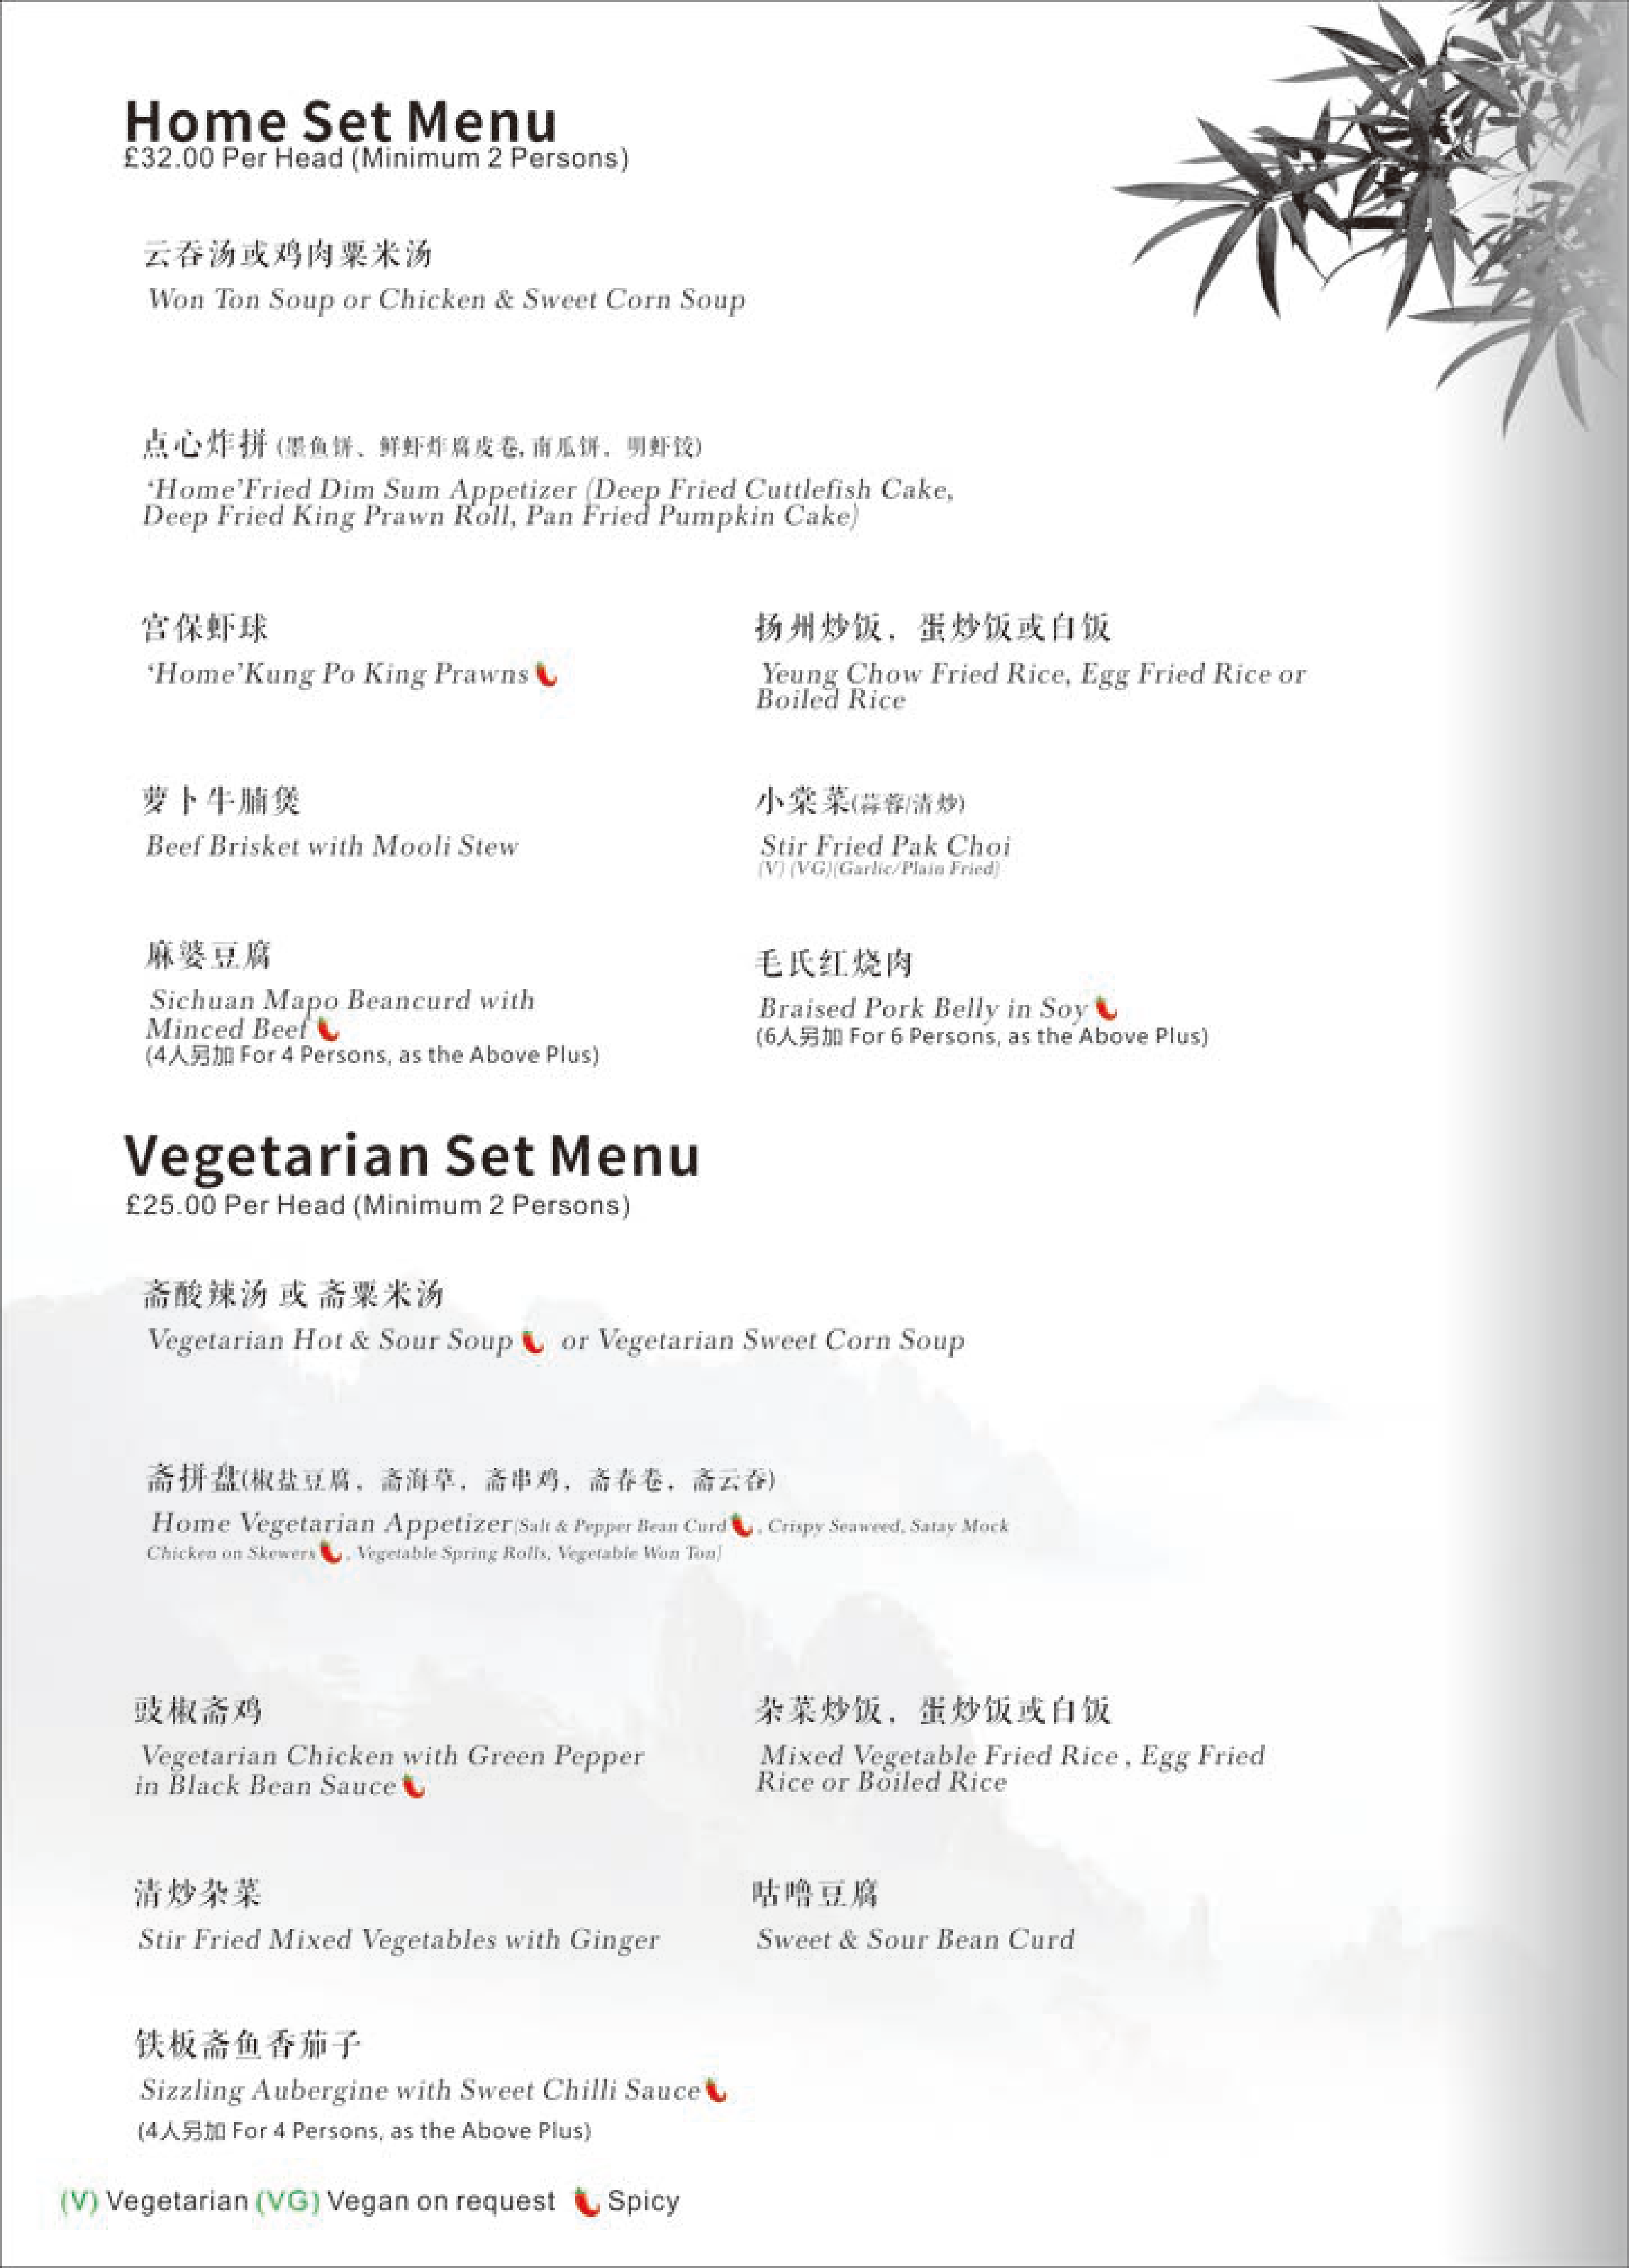 Home Set Menu
£32.00 Per Head (Minimum 2 Persons)
云吞汤或鸡肉粟米汤
Won Ton Soup or Chicken & Sweet Corn Soup
点心炸拼 (墨鱼饼、鲜虾炸腐皮卷, 南瓜饼，明虾饺)
‘Home’Fried Dim Sum Appetizer (Deep Fried Cuttlefish Cake,
Deep Fried King Prawn Roll, Pan Fried Pumpkin Cake)
宫保虾球
‘Home’Kung Po King Prawns
扬州炒饭，蛋炒饭或白饭
Yeung Chow Fried Rice, Egg Fried Rice or
Boiled Rice
萝卜牛腩煲
Beef Brisket with Mooli Stew
小棠菜(蒜蓉/清炒)
Stir Fried Pak Choi
(V) (VG)(Garlic/Plain Fried)
麻婆豆腐
Sichuan Mapo Beancurd with
Minced Beef
(4人另加 For 4 Persons, as the Above Plus)
毛氏红烧肉
Braised Pork Belly in Soy
(6人另加 For 6 Persons, as the Above Plus)
Vegetarian Set Menu
£25.00 Per Head (Minimum 2 Persons)
斋酸辣汤 或 斋粟米汤
Vegetarian Hot & Sour Soup or Vegetarian Sweet Corn Soup
斋拼盘(椒盐豆腐，斋海草，斋串鸡，斋春卷，斋云吞)
Home Vegetarian Appetizer(Salt & Pepper Bean Curd , Crispy Seaweed, Satay Mock
Chicken on Skewers , Vegetable Spring Rolls, Vegetable Won Ton)
豉椒斋鸡
Vegetarian Chicken with Green Pepper
in Black Bean Sauce
杂菜炒饭，蛋炒饭或白饭
Mixed Vegetable Fried Rice , Egg Fried
Rice or Boiled Rice
清炒杂菜
Stir Fried Mixed Vegetables with Ginger
咕噜豆腐
Sweet & Sour Bean Curd
铁板斋鱼香茄子
Sizzling Aubergine with Sweet Chilli Sauce
(4人另加 For 4 Persons, as the Above Plus)
(V) Vegetarian (VG) Vegan on request Spicy